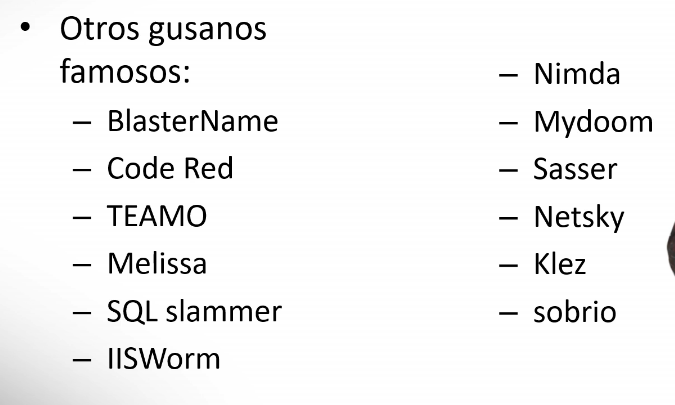 • Otros gusanos
famosos:
– BlasterName
– Code Red
– TEAMO
– Melissa
– SQL slammer
– IISWorm
– Nimda
– Mydoom
– Sasser
– Netsky
– Klez
– sobrio